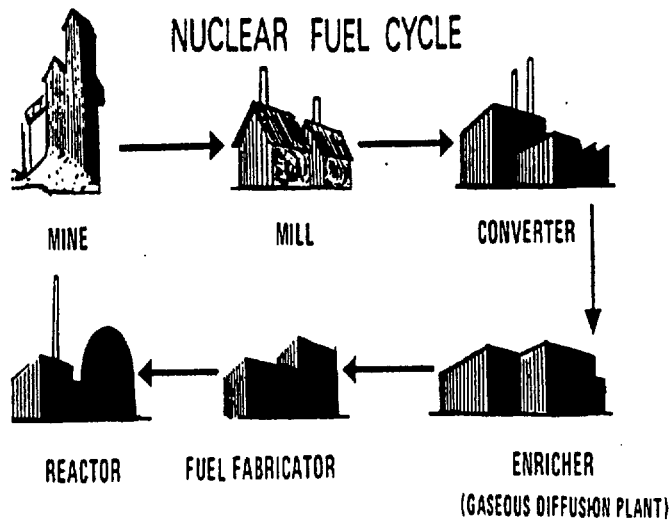 NUCLEAR FUEL CYCLE
MINE
MILL
CONVERTER
REACTOR
FUEL FABRICATOR
ENRICHER
(GASEOUS DIFFUSION PLANT)